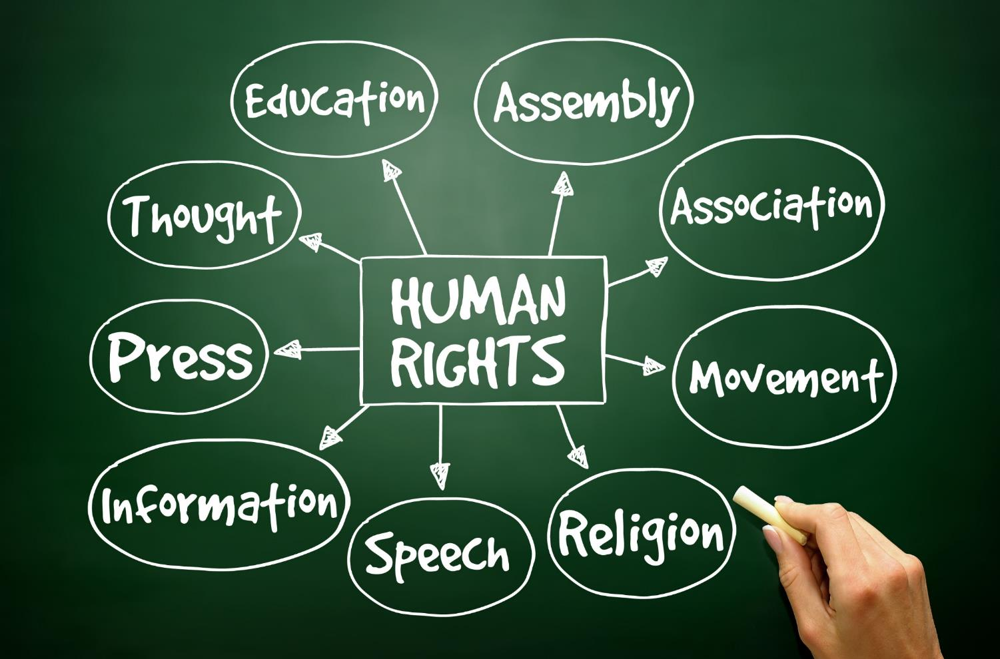 Education
Assembly
Thought
Association
HUMAN
RIGHTS
Press
Movement
Information
Speech
Religion